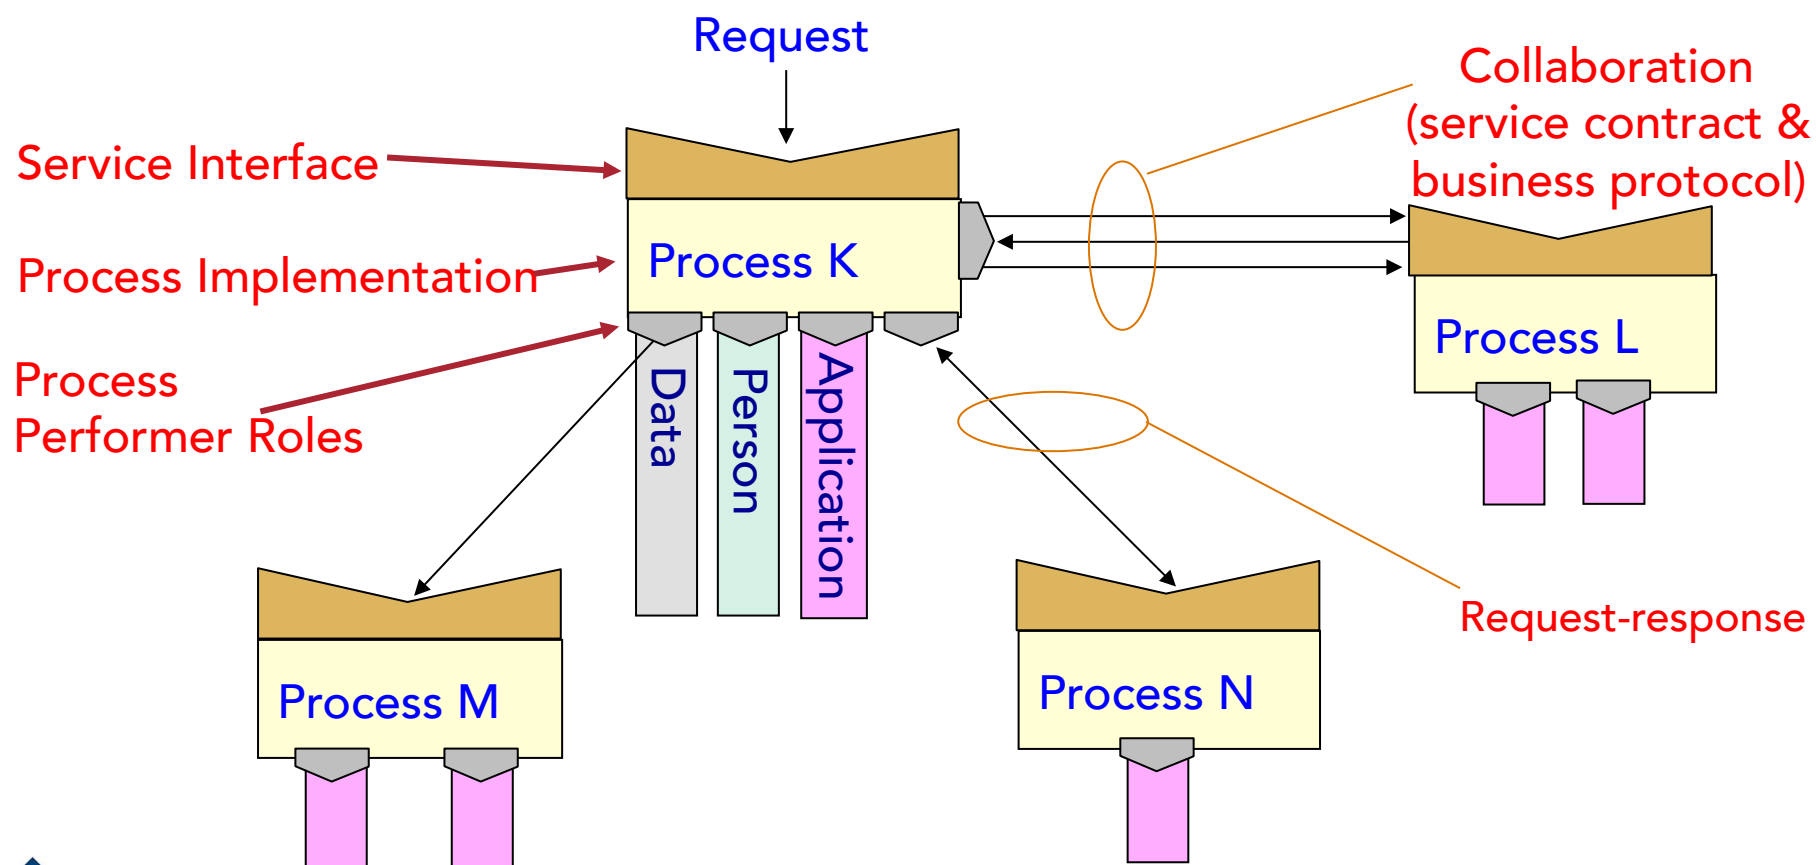 Request
Collaboration
(service contract &
business protocol)
Service Interface
Process K
Process Implementation
Process L
Process
Performer Roles
Data
Person
Application
Request-response
Process M
Process N